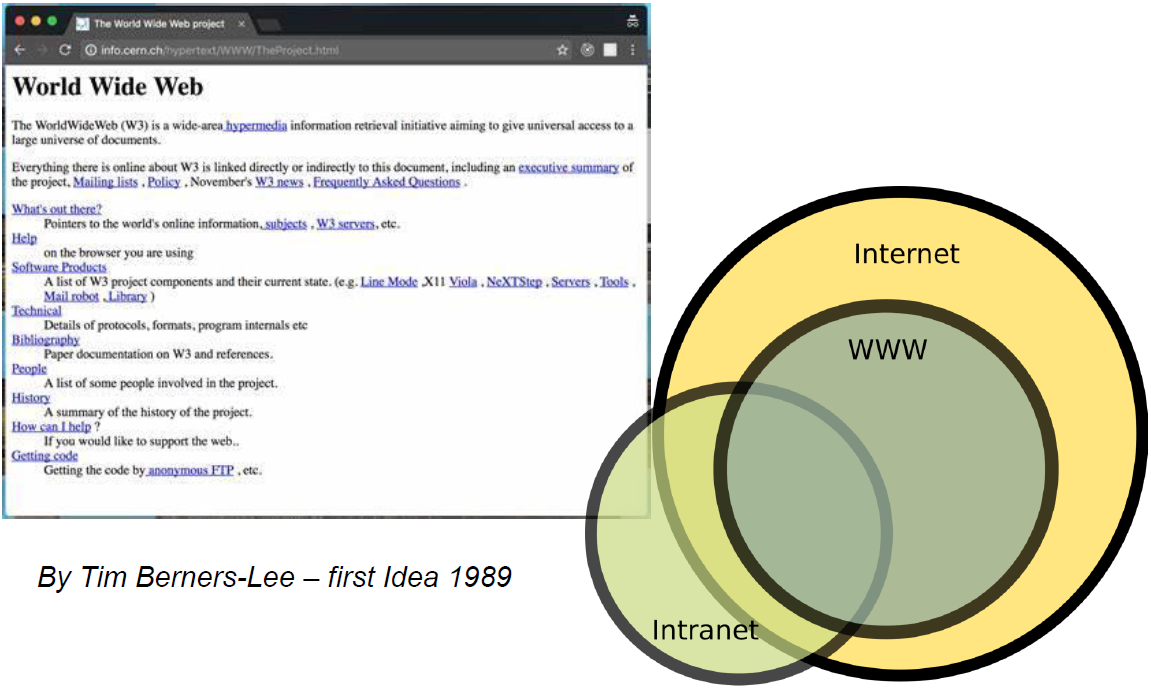 The World Wide Web project
info.cern.ch/hypertext/WWW/TheProject.html
World Wide Web
The WorldWideWeb (W3) is a wide-area hypermedia information retrieval initiative aiming to give universal access to a
large universe of documents.
Everything there is online about W3 is linked directly or indirectly to this document, including an executive summary of
the project, Mailing lists , Policy , November's W3 news , Frequently Asked Questions .
What's out there?
Pointers to the world's online information, subjects , W3 servers, etc.
Help
on the browser you are using
Software Products
A list of W3 project components and their current state. (e.g. Line Mode ,X11 Viola , NeXTStep , Servers , Tools ,
Mail robot , Library )
Technical
Details of protocols, formats, program internals etc
Bibliography
Paper documentation on W3 and references.
People
A list of some people involved in the project.
History
A summary of the history of the project.
How can I help ?
If you would like to support the web..
Getting code
Getting the code by anonymous FTP , etc.
By Tim Berners-Lee – first Idea 1989
Internet
WWW
Intranet